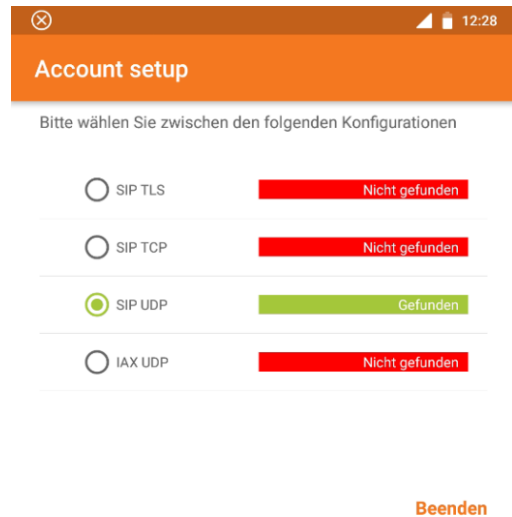 12:28
Account setup
Bitte wählen Sie zwischen den folgenden Konfigurationen
SIP TLS Nicht gefunden
SIP TCP Nicht gefunden
SIP UDP Gefunden
IAX UDP Nicht gefunden
Beenden